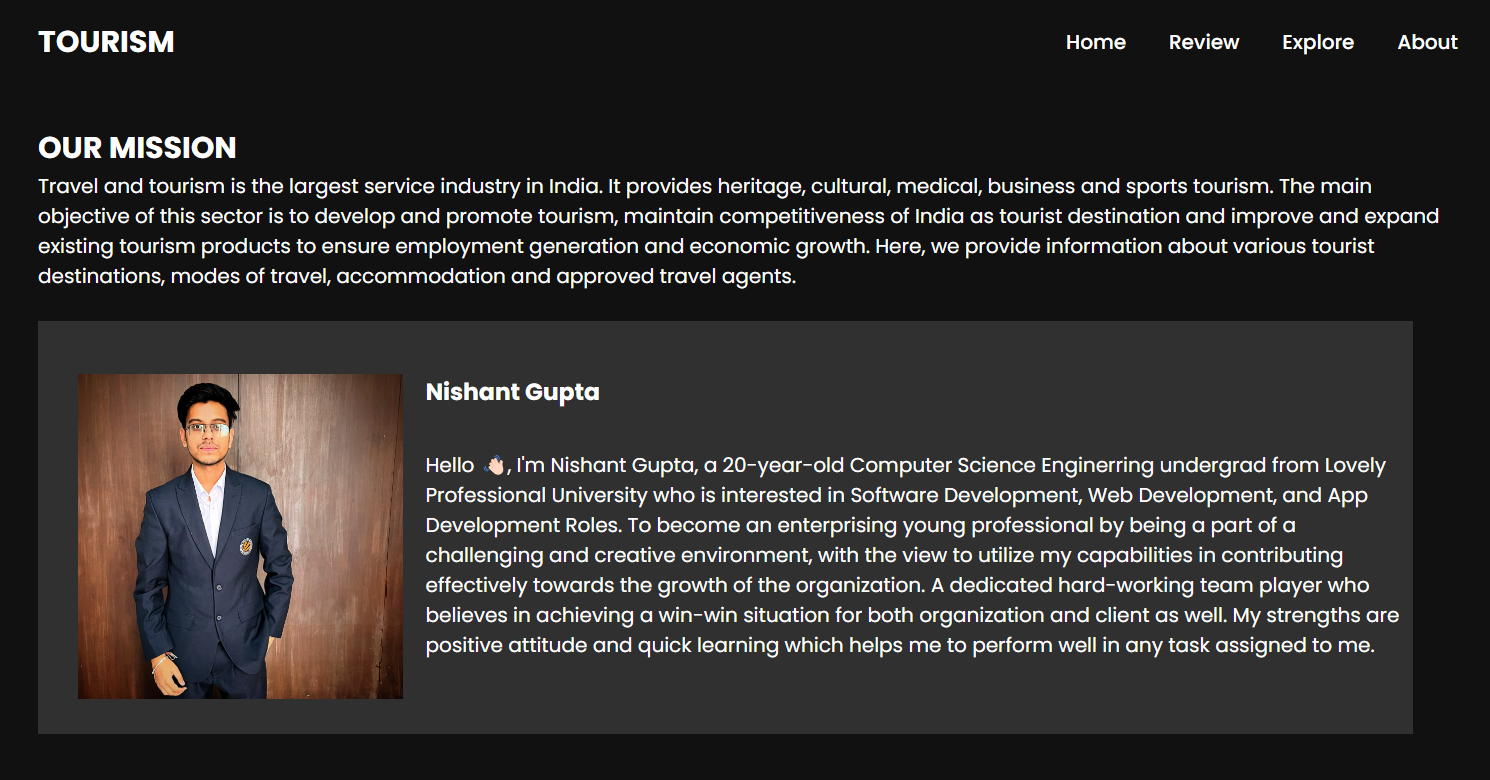 TOURISM
Home Review Explore About
OUR MISSION
Travel and tourism is the largest service industry in India. It provides heritage, cultural, medical, business and sports tourism. The main
objective of this sector is to develop and promote tourism, maintain competitiveness of India as tourist destination and improve and expand
existing tourism products to ensure employment generation and economic growth. Here, we provide information about various tourist
destinations, modes of travel, accommodation and approved travel agents.
Nishant Gupta
Hello 👋🏻, I'm Nishant Gupta, a 20-year-old Computer Science Enginerring undergrad from Lovely
Professional University who is interested in Software Development, Web Development, and App
Development Roles. To become an enterprising young professional by being a part of a
challenging and creative environment, with the view to utilize my capabilities in contributing
effectively towards the growth of the organization. A dedicated hard-working team player who
believes in achieving a win-win situation for both organization and client as well. My strengths are
positive attitude and quick learning which helps me to perform well in any task assigned to me.